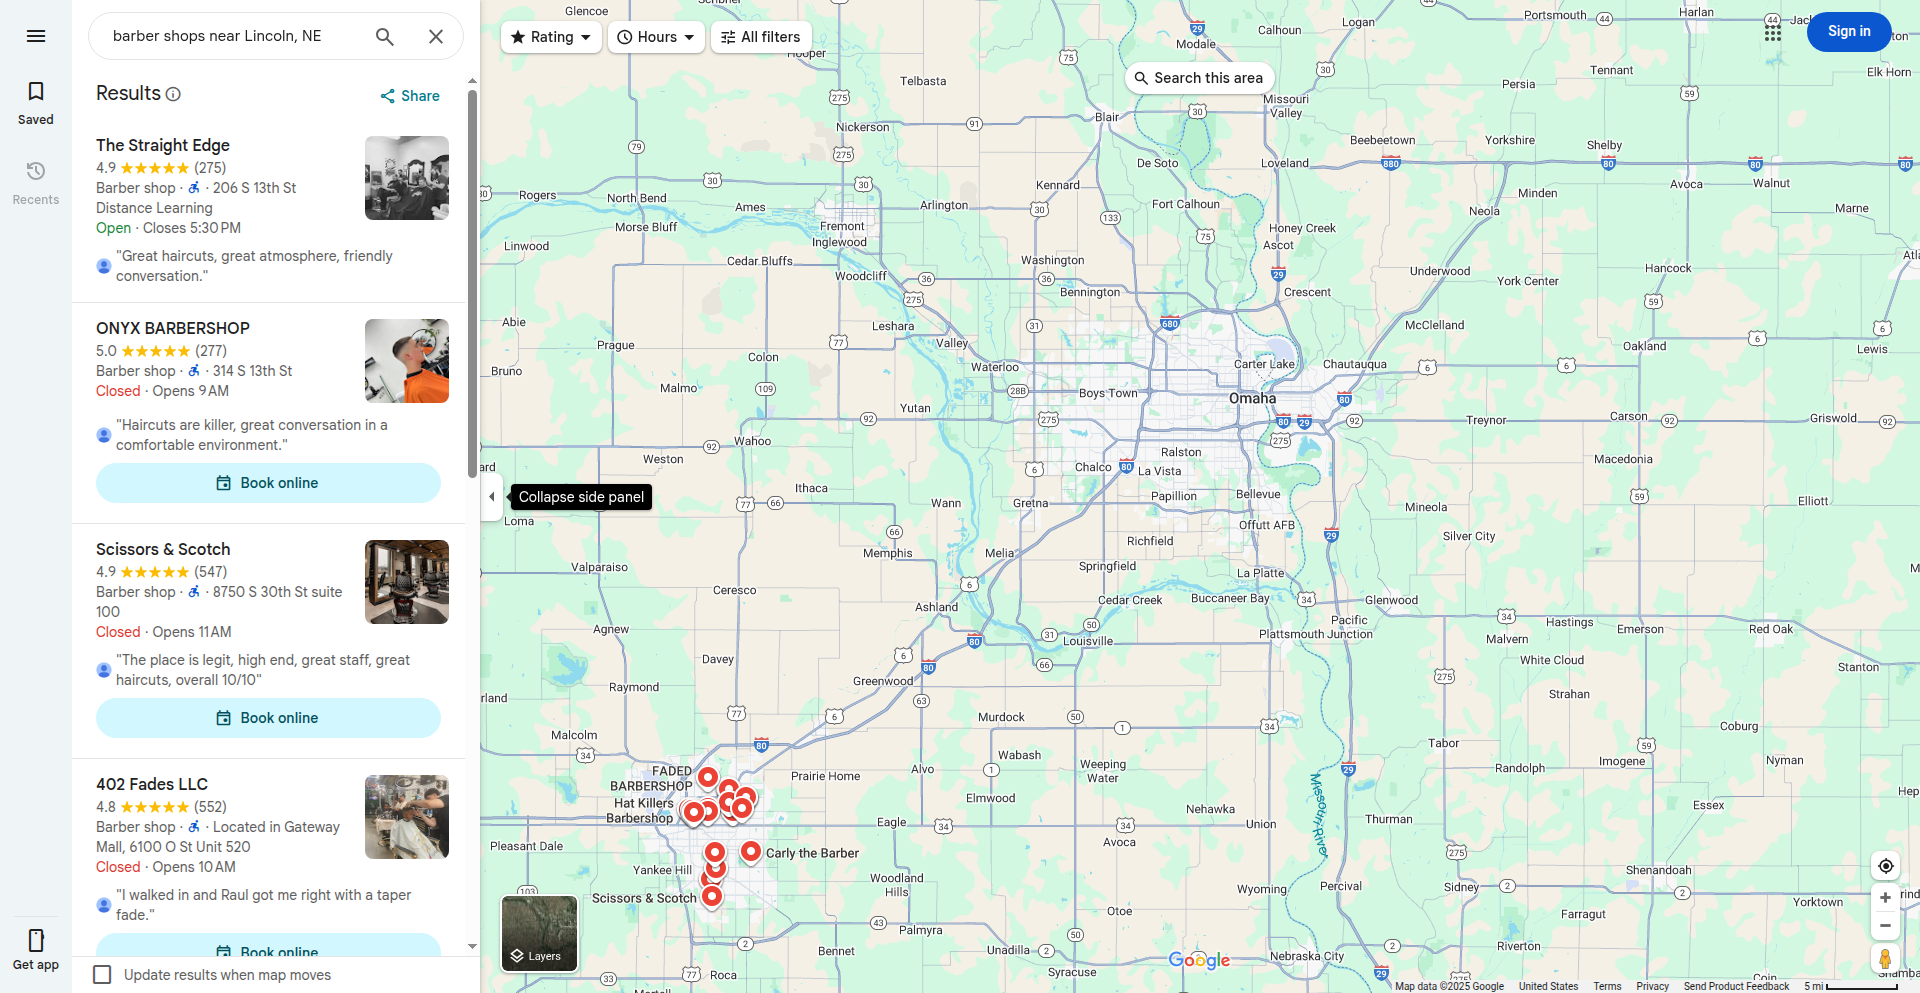 barber shops near Lincoln, NE
Saved
Recents
Get app
Results
Share
The Straight Edge
4.9 (275)
Barber shop · · 206 S 13th St
Distance Learning
Open · Closes 5:30 PM
"Great haircuts, great atmosphere, friendly
conversation."
ONYX BARBERSHOP
5.0 (277)
Barber shop · · 314 S 13th St
Closed · Opens 9 AM
"Haircuts are killer, great conversation in a
comfortable environment."
Book online
Scissors & Scotch
4.9 (547)
Barber shop · · 8750 S 30th St suite
100
Closed · Opens 11 AM
"The place is legit, high end, great staff, great
haircuts, overall 10/10"
Book online
402 Fades LLC
4.8 (552)
Barber shop · · Located in Gateway
Mall, 6100 O St Unit 520
Closed · Opens 10 AM
"I walked in and Raul got me right with a taper
fade."
Book online
Update results when map moves
Rating
Hours
All filters
Search this area
Sign in
Collapse side panel
Layers
Glencoe
Logan
Portsmouth
Harlan
Modale
Calhoun
Telbasta
Persia
Tennant
Elk Horn
Missouri
Valley
Nickerson
Blair
Beebeetown
Yorkshire
Shelby
De Soto
Loveland
Avoca
Walnut
Rogers
North Bend
Ames
Arlington
Kennard
Fort Calhoun
Minden
Neola
Marne
Morse Bluff
Fremont
Inglewood
Honey Creek
Ascot
Linwood
Cedar Bluffs
Woodcliff
Washington
Underwood
York Center
Hancock
Bennington
Crescent
Abie
Leshara
Valley
McClelland
Prague
Colon
Waterloo
Carter Lake
Chautauqua
Oakland
Lewis
Bruno
Malmo
Yutan
Boys Town
Omaha
Treynor
Carson
Griswold
Wahoo
Weston
Ralston
Chalco
La Vista
Macedonia
Ithaca
Wann
Gretna
Papillion
Bellevue
Mineola
Elliott
Loma
Offutt AFB
Silver City
Memphis
Melia
Richfield
Valparaiso
Springfield
La Platte
Ceresco
Ashland
Cedar Creek
Buccaneer Bay
Glenwood
Pacific
Plattsmouth Junction
Hastings
Malvern
Emerson
Red Oak
Agnew
Louisville
Davey
White Cloud
Stanton
Raymond
Greenwood
Strahan
Murdock
Coburg
Malcolm
Wabash
Tabor
Weeping
Water
Prairie Home
Alvo
Randolph
Imogene
Nyman
FADED
BARBERSHOP
Hat Killers
Barbershop
Elmwood
Nehawka
Essex
Eagle
Union
Thurman
Missouri River
Pleasant Dale
Avoca
Carly the Barber
Yankee Hill
Woodland
Hills
Shenandoah
Wyoming
Percival
Sidney
Scissors & Scotch
Otoe
Farragut
Yorktown
Palmyra
Bennet
Unadilla
Riverton
Nebraska City
Roca
Syracuse
Google
Map data ©2025 Google
United States
Terms
Privacy
Send Product Feedback
5 mi